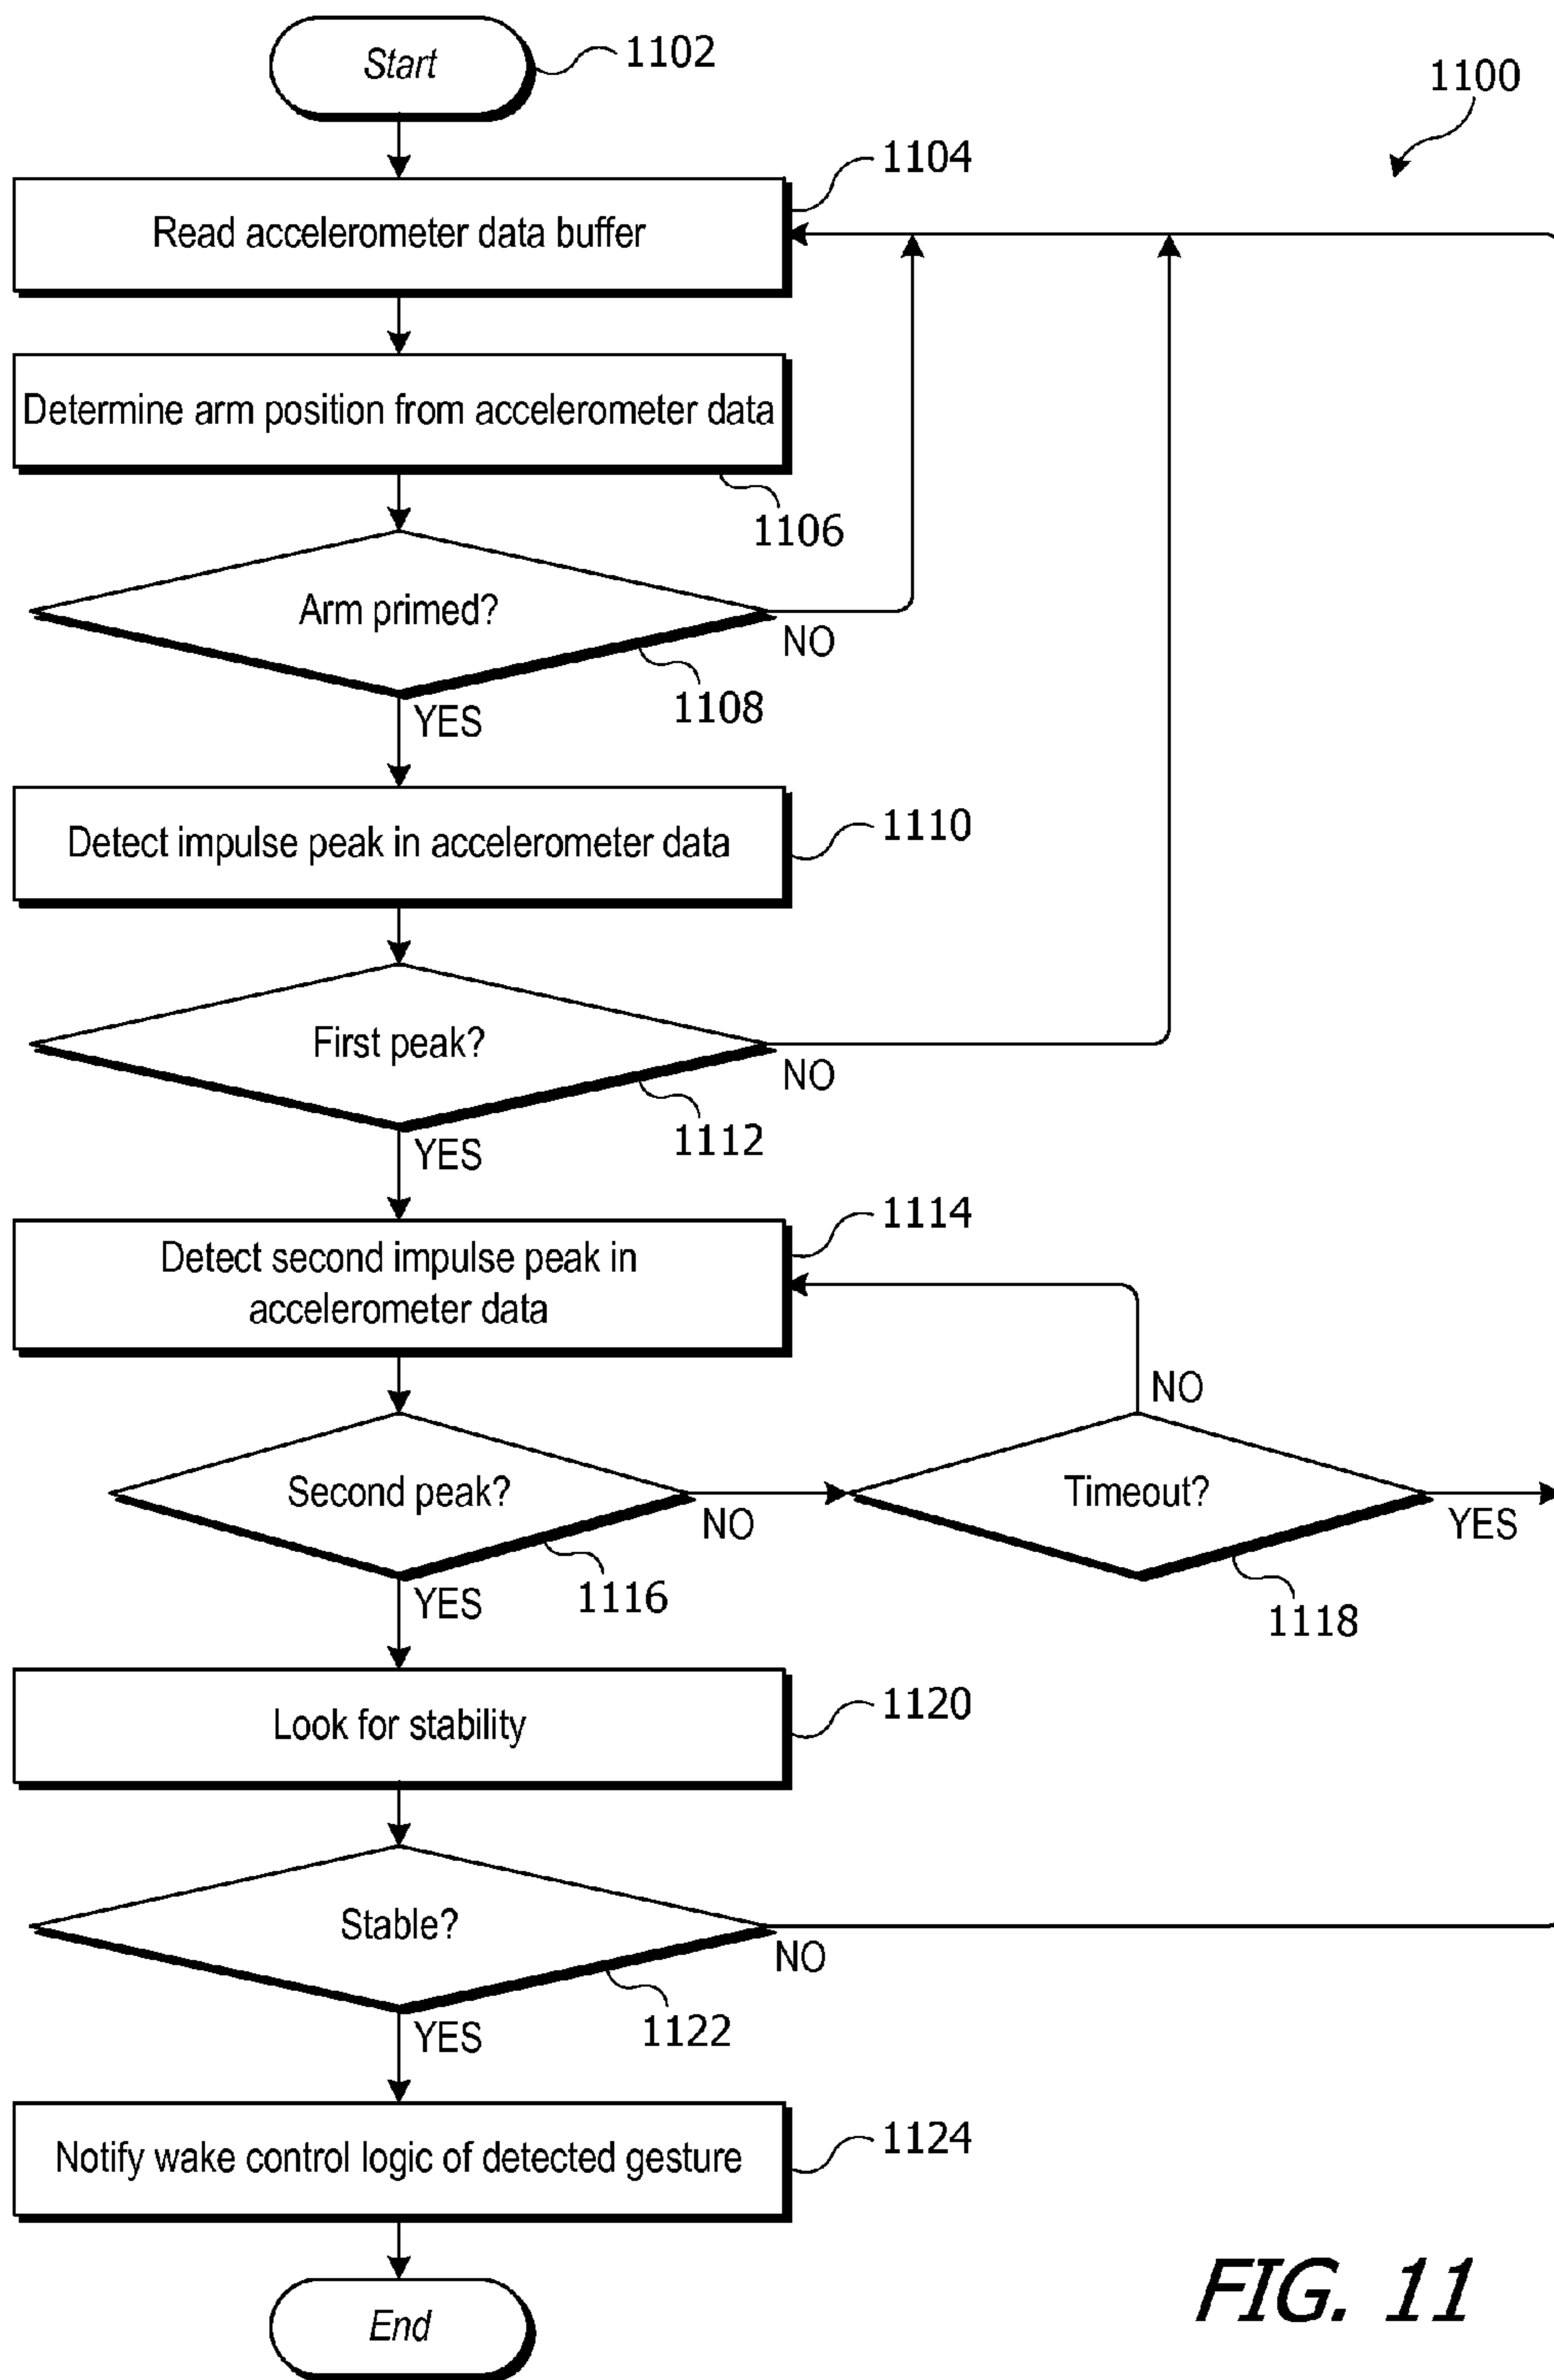 Start
1102
1100
1104
Read accelerometer data buffer
Determine arm position from accelerometer data
1106
Arm primed?
NO
1108
YES
Detect impulse peak in accelerometer data
1110
First peak?
NO
1112
YES
1114
Detect second impulse peak in
accelerometer data
NO
Second peak?
NO
Timeout?
YES
1116
YES
1118
Look for stability
1120
Stable?
NO
1122
YES
Notify wake control logic of detected gesture
1124
End
FIG. 11